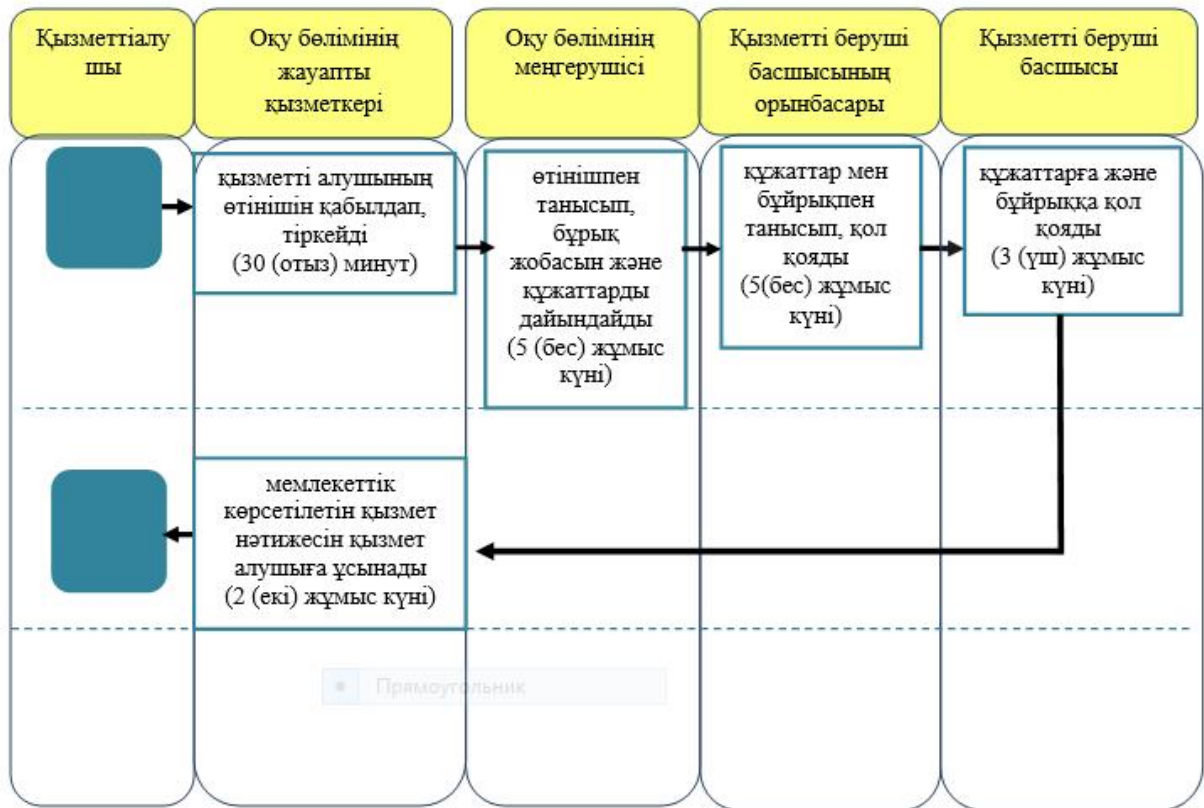 Қызметтіалу
шы
Оқу бөлімінің
жауапты
қызметкері
Оқу бөлімінің
меңгерушісі
Қызметті беруші
басшысының
орынбасары
Қызметті беруші
басшысы
қызметті алушының
өтінішін қабылдап,
тіркейді
(30 (отыз) минут)
өтінішпен
танысып,
бұрық
жобасын және
құжаттарды
дайындайды
(5 (бес) жұмыс
күні)
құжаттар мен
бұйрықпен
танысып, қол
қояды
(5(бес) жұмыс
күні)
құжаттарға және
бұйрыққа қол
қояды
(3 (үш) жұмыс
күні)
мемлекеттік
көрсетілетін қызмет
нәтижесін қызмет
алушыға ұсынады
(2 (екі) жұмыс күні)
Прямоугольник